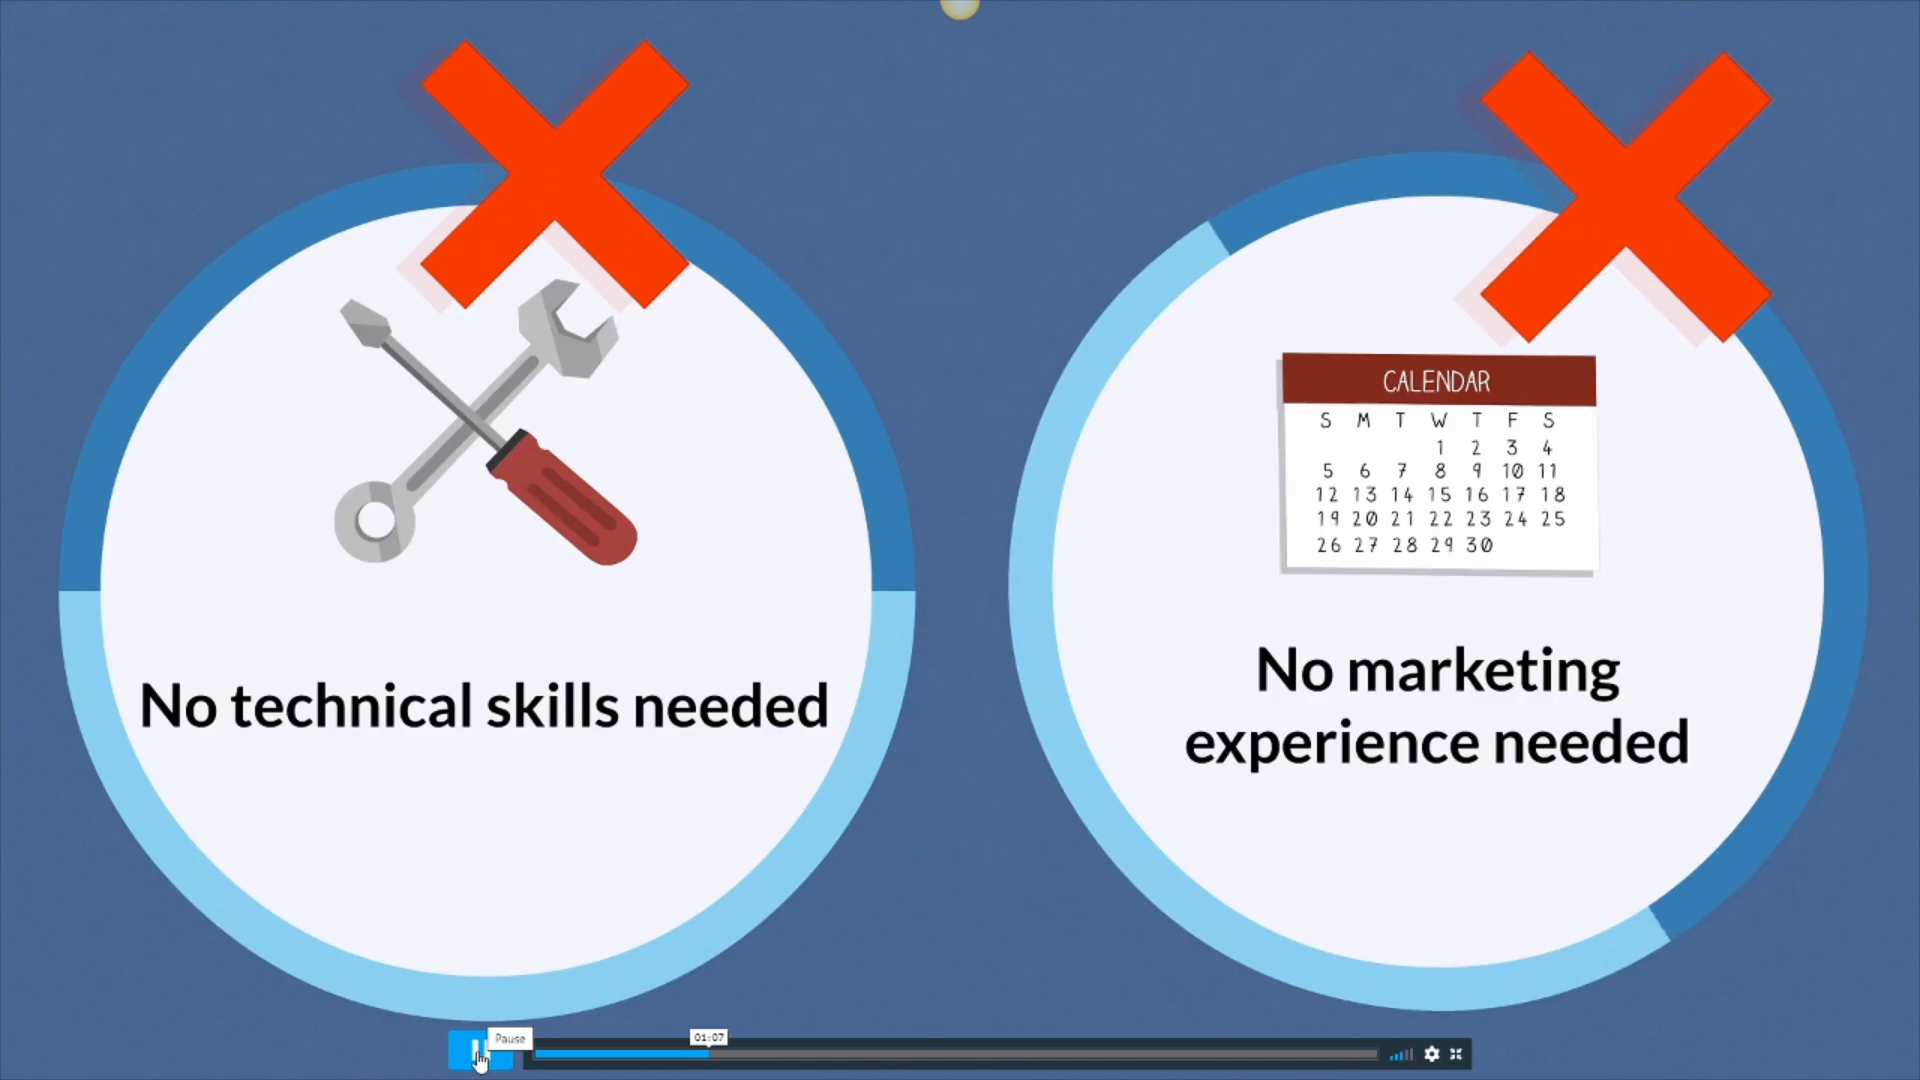 CALENDAR
S M T W T F S
1 2 3 4
5 6 7 8 9 10 11
12 13 14 15 16 17 18
19 20 21 22 23 24 25
26 27 28 29 30
No technical skills needed
No marketing
experience needed
Pause
01:07